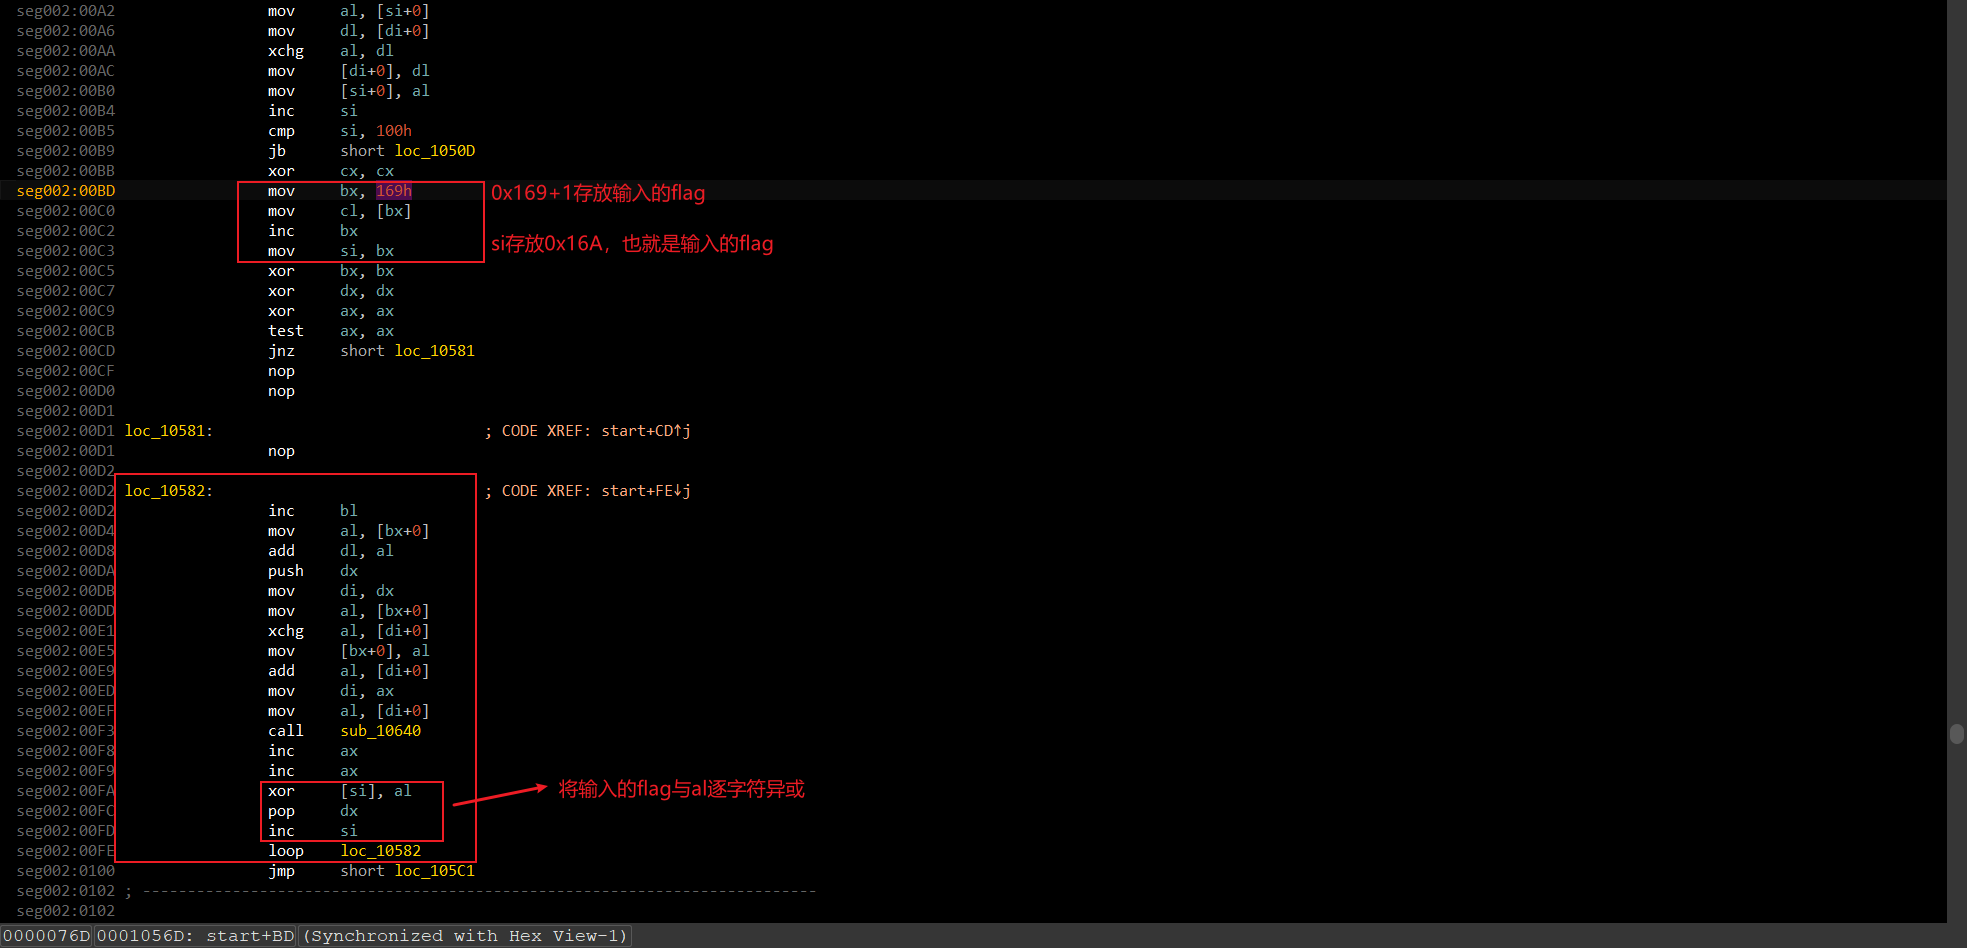 seg002:00A2 mov al, [si+0]
seg002:00A6 mov dl, [di+0]
seg002:00AA xchg al, dl
seg002:00AC mov [di+0], dl
seg002:00B0 mov [si+0], al
seg002:00B4 inc si
seg002:00B5 cmp si, 100h
seg002:00B9 jb short loc_1050D
seg002:00BB xor cx, cx
seg002:00BD mov bx, 169h 0x169+1存放输入的flag
seg002:00C0 mov cl, [bx]
seg002:00C2 inc bx
seg002:00C3 mov si, bx si存放0x16A，也就是输入的flag
seg002:00C5 xor bx, bx
seg002:00C7 xor dx, dx
seg002:00C9 xor ax, ax
seg002:00CB test ax, ax
seg002:00CD jnz short loc_10581
seg002:00CF nop
seg002:00D0 nop
seg002:00D1
seg002:00D1 loc_10581: ; CODE XREF: start+CD↑j
seg002:00D1 nop
seg002:00D2
seg002:00D2 loc_10582: ; CODE XREF: start+FE↓j
seg002:00D2 inc bl
seg002:00D4 mov al, [bx+0]
seg002:00D8 add dl, al
seg002:00DA push dx
seg002:00DB mov di, dx
seg002:00DD mov al, [bx+0]
seg002:00E1 xchg al, [di+0]
seg002:00E5 mov [bx+0], al
seg002:00E9 add al, [di+0]
seg002:00ED mov di, ax
seg002:00EF mov al, [di+0]
seg002:00F3 call sub_10640
seg002:00F8 inc ax
seg002:00F9 inc ax
seg002:00FA xor [si], al 将输入的flag与al逐字符异或
seg002:00FC pop dx
seg002:00FD inc si
seg002:00FE loop loc_10582
seg002:0100 jmp short loc_105C1
seg002:0102 ; ---------------------------------------------------------------------------
seg002:0102
0000076D 0001056D: start+BD (Synchronized with Hex View-1)